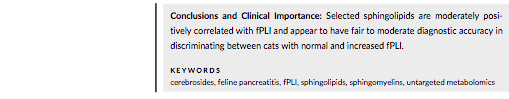 Conclusions and Clinical Importance: Selected sphingolipids are moderately posi-
tively correlated with fPLI and appear to have fair to moderate diagnostic accuracy in
discriminating between cats with normal and increased fPLI.
KEYWORDS
cerebrosides, feline pancreatitis, fPLI, sphingolipids, sphingomyelins, untargeted metabolomics